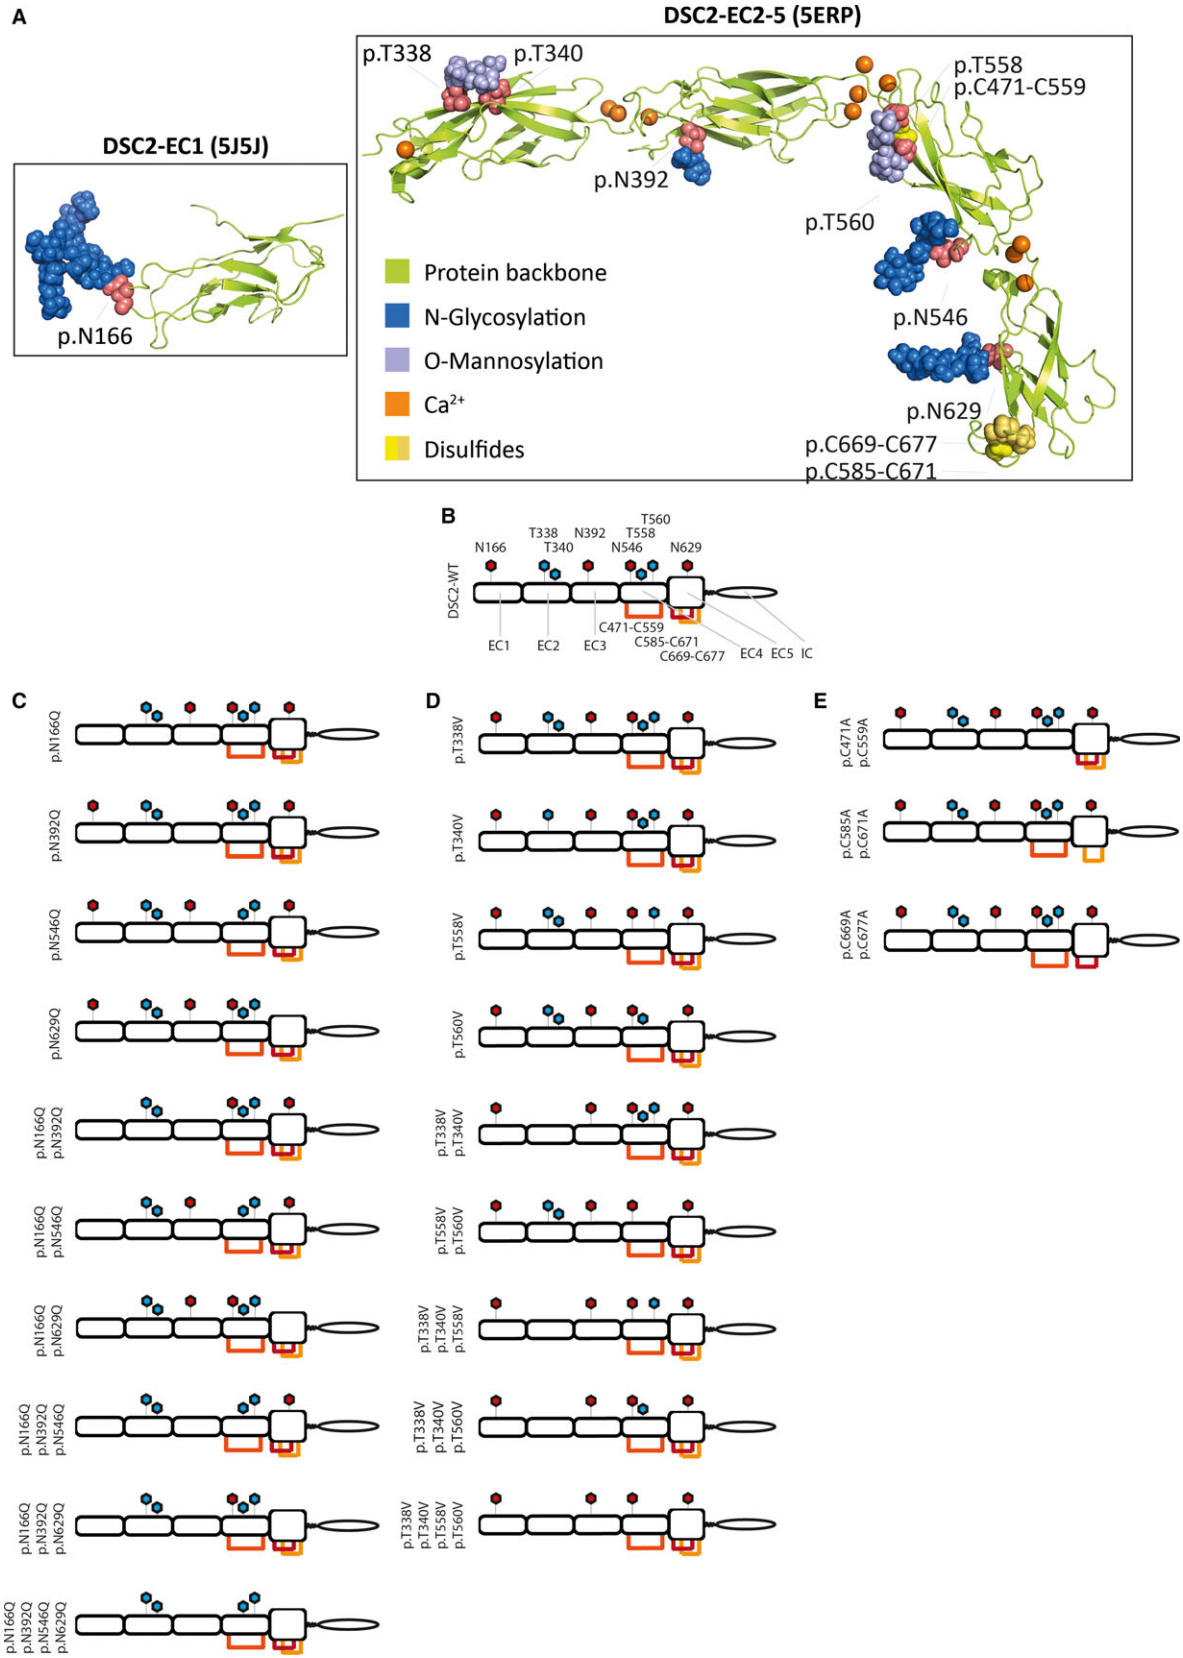 A
DSC2-EC2-5 (5ERP)
p.T338
p.T340
p.T558
p.C471-C559
DSC2-EC1 (5J5J)
p.N392
p.T560
p.N166
Protein backbone
N-Glycosylation
O-Mannosylation
Ca²⁺
Disulfides
p.N546
p.N629
p.C669-C677
p.C585-C671
B
DSC2-WT
T560
T338
N392
T558
N166
T340
N546
N629
C471-C559
EC1
EC2
EC3
C585-C671
C669-C677
EC4
EC5
IC
C
p.N166Q
p.N392Q
p.N546Q
p.N629Q
p.N166Q
p.N392Q
p.N166Q
p.N546Q
p.N166Q
p.N629Q
p.N166Q
p.N392Q
p.N546Q
p.N166Q
p.N392Q
p.N629Q
p.N166Q
p.N392Q
p.N546Q
p.N629Q
D
p.T338V
p.T340V
p.T558V
p.T560V
p.T338V
p.T340V
p.T558V
p.T560V
p.T338V
p.T340V
p.T558V
p.T338V
p.T340V
p.T560V
p.T338V
p.T340V
p.T558V
p.T560V
E
p.C471A
p.C559A
p.C585A
p.C671A
p.C669A
p.C677A